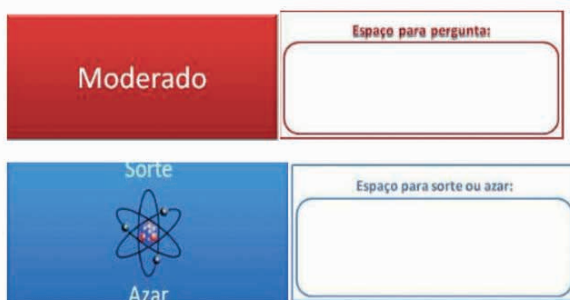 Moderado
Espaço para pergunta:
Sorte
Azar
Espaço para sorte ou azar: